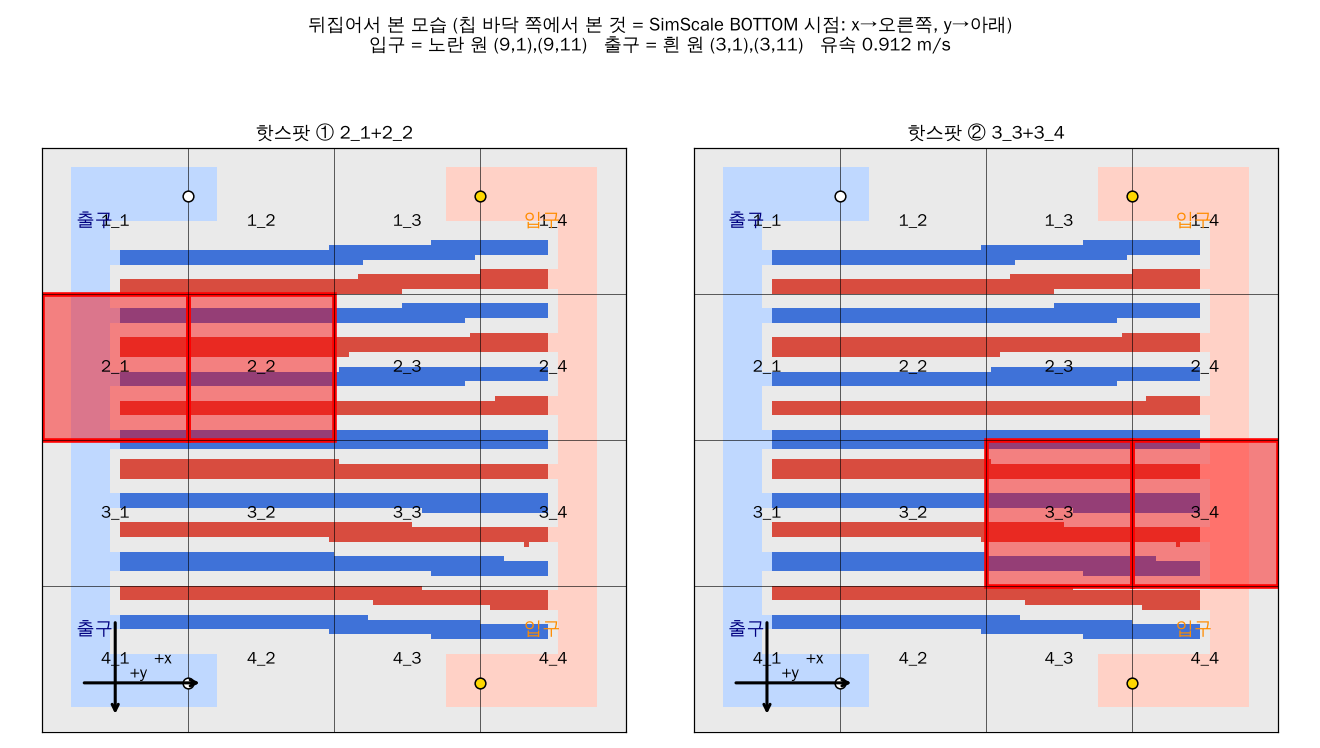 뒤집어서 본 모습 (칩 바닥 쪽에서 본 것 = SimScale BOTTOM 시점: x→오른쪽, y→아래)
입구 = 노란 원 (9,1),(9,11)   출구 = 흰 원 (3,1),(3,11)   유속 0.912 m/s
핫스팟 ① 2_1+2_2
출구 1_1 1_2 1_3 입구 1_4
2_1 2_2 2_3 2_4
3_1 3_2 3_3 3_4
출구 입구
4_1 +x 4_2 4_3 4_4
+y
핫스팟 ② 3_3+3_4
출구 1_1 1_2 1_3 입구 1_4
2_1 2_2 2_3 2_4
3_1 3_2 3_3 3_4
출구 입구
4_1 +x 4_2 4_3 4_4
+y